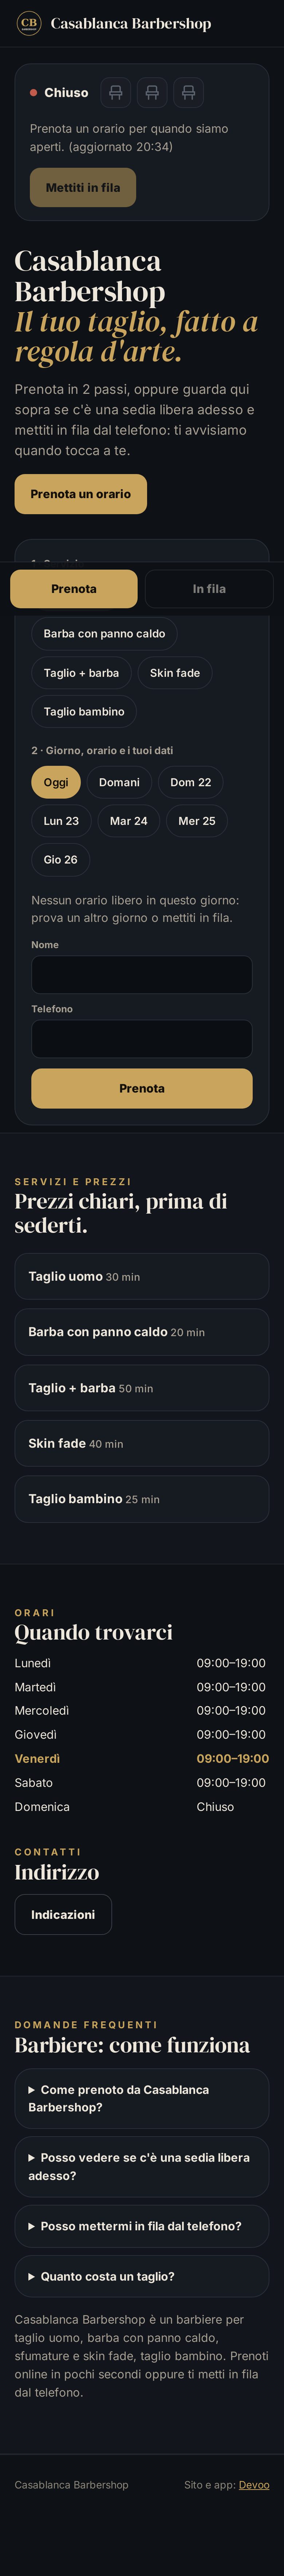 CB
Casablanca Barbershop
Chiuso
Prenota un orario per quando siamo
aperti. (aggiornato 20:34)
Mettiti in fila
Casablanca
Barbershop
Il tuo taglio, fatto a
regola d'arte.
Prenota in 2 passi, oppure guarda qui
sopra se c'è una sedia libera adesso e
mettiti in fila dal telefono: ti avvisiamo
quando tocca a te.
Prenota un orario
Prenota
In fila
Barba con panno caldo
Taglio + barba
Skin fade
Taglio bambino
2 · Giorno, orario e i tuoi dati
Oggi
Domani
Dom 22
Lun 23
Mar 24
Mer 25
Gio 26
Nessun orario libero in questo giorno:
prova un altro giorno o mettiti in fila.
Nome
Telefono
Prenota
SERVIZI E PREZZI
Prezzi chiari, prima di
sederti.
Taglio uomo 30 min
Barba con panno caldo 20 min
Taglio + barba 50 min
Skin fade 40 min
Taglio bambino 25 min
ORARI
Quando trovarci
Lunedì 09:00–19:00
Martedì 09:00–19:00
Mercoledì 09:00–19:00
Giovedì 09:00–19:00
Venerdì 09:00–19:00
Sabato 09:00–19:00
Domenica Chiuso
CONTATTI
Indirizzo
Indicazioni
DOMANDE FREQUENTI
Barbiere: come funziona
Come prenoto da Casablanca
Barbershop?
Posso vedere se c'è una sedia libera
adesso?
Posso mettermi in fila dal telefono?
Quanto costa un taglio?
Casablanca Barbershop è un barbiere per
taglio uomo, barba con panno caldo,
sfumature e skin fade, taglio bambino. Prenoti
online in pochi secondi oppure ti metti in fila
dal telefono.
Casablanca Barbershop
Sito e app: Devoo